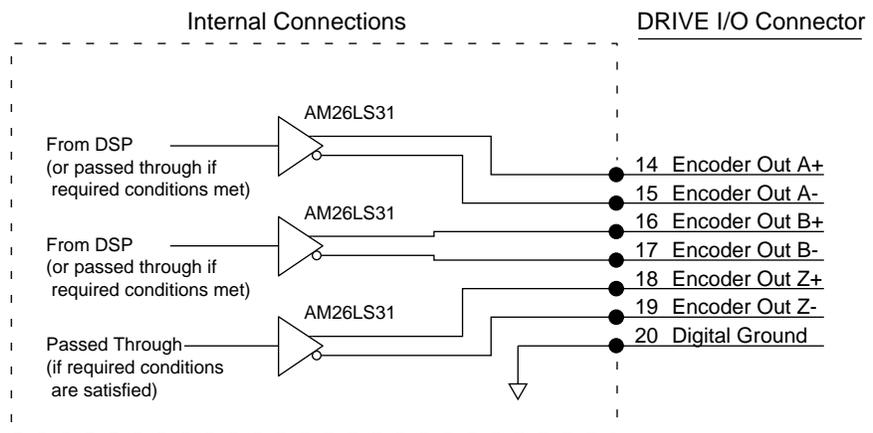 Internal Connections
DRIVE I/O Connector
AM26LS31
From DSP
(or passed through if
required conditions met)
14 Encoder Out A+
15 Encoder Out A-
AM26LS31
16 Encoder Out B+
From DSP
(or passed through if
required conditions met)
17 Encoder Out B-
18 Encoder Out Z+
AM26LS31
19 Encoder Out Z-
Passed Through
(if required conditions
are satisfied)
20 Digital Ground